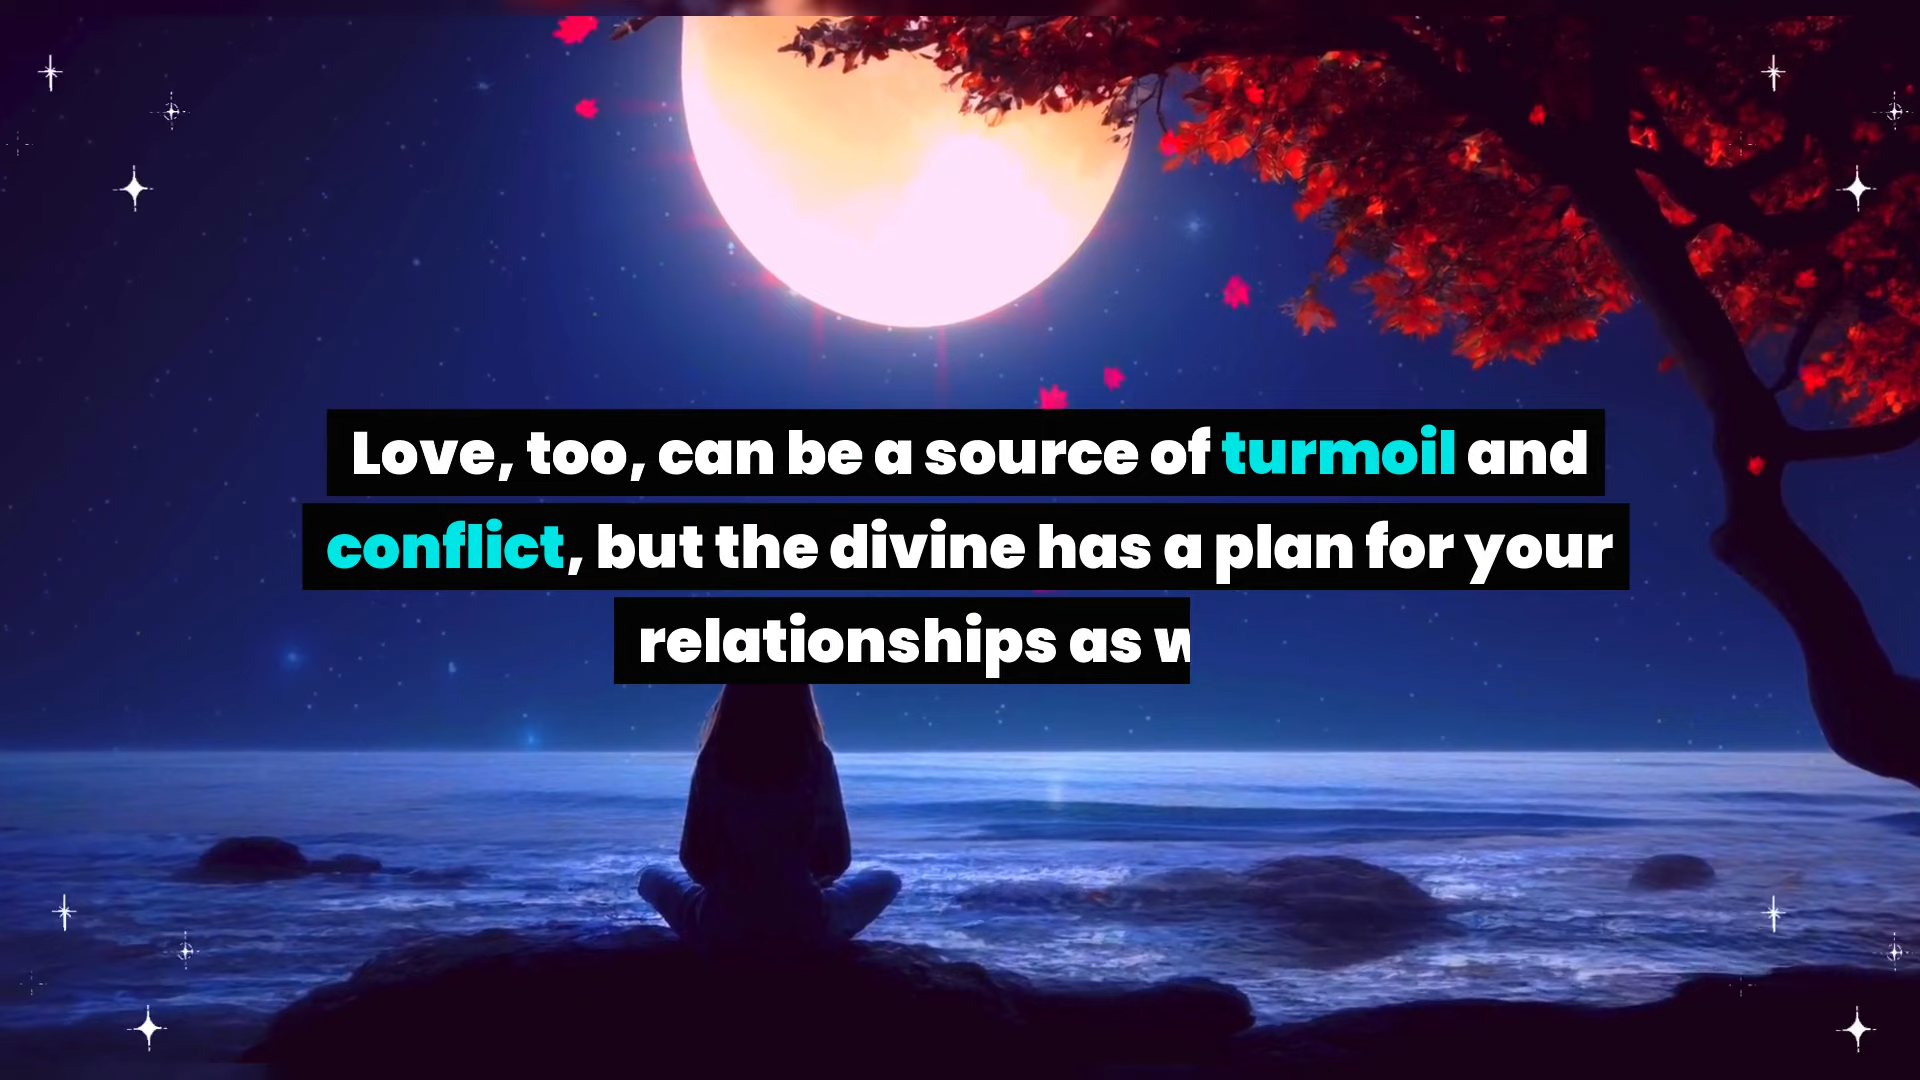 Love, too, can be a source of turmoil and
conflict, but the divine has a plan for your
relationships as w